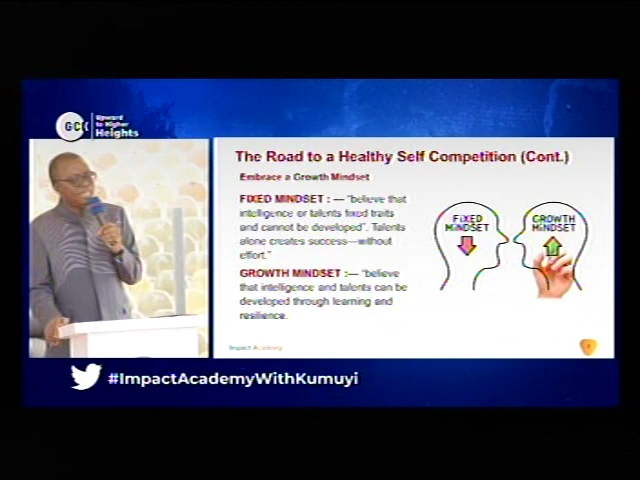 GCK
Upward
to Higher
Heights
The Road to a Healthy Self Competition (Cont.)
Embrace a Growth Mindset
FIXED MINDSET : — “believe that
intelligence or talents fixed traits
and cannot be developed”. Talents
alone creates success—without
effort.”
FIXED
MINDSET
GROWTH
MINDSET
GROWTH MINDSET :— “believe
that intelligence and talents can be
developed through learning and
resilience.
Impact Academy
#ImpactAcademyWithKumuyi